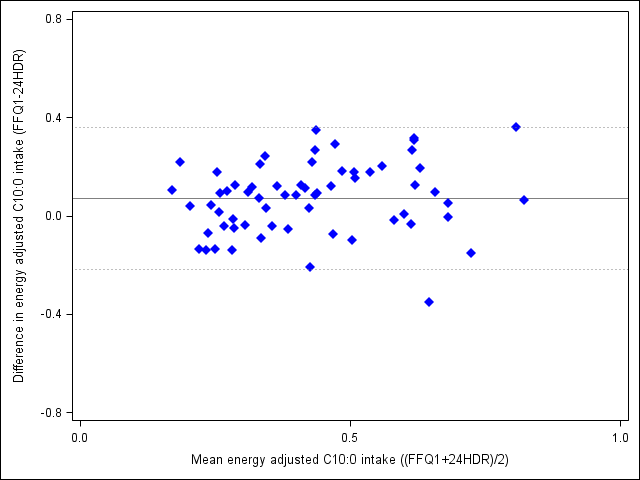 Difference in energy adjusted C10:0 intake (FFQ1-24HDR)
0.8
0.4
0.0
-0.4
-0.8
0.0 0.5 1.0
Mean energy adjusted C10:0 intake ((FFQ1+24HDR)/2)